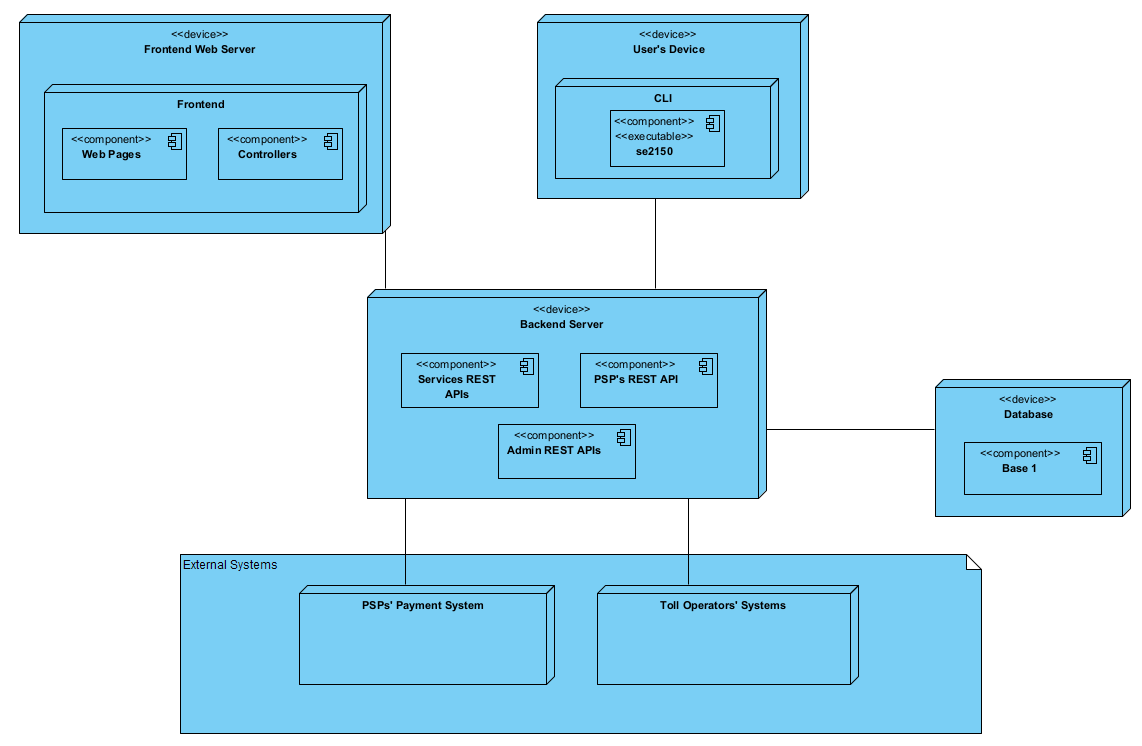 <<device>>
Frontend Web Server
Frontend
<<component>>
Web Pages
<<component>>
Controllers
<<device>>
User's Device
CLI
<<component>>
<<executable>>
se2150
<<device>>
Backend Server
<<component>>
Services REST
APIs
<<component>>
PSP's REST API
<<component>>
Admin REST APIs
<<device>>
Database
<<component>>
Base 1
External Systems
PSPs' Payment System
Toll Operators' Systems